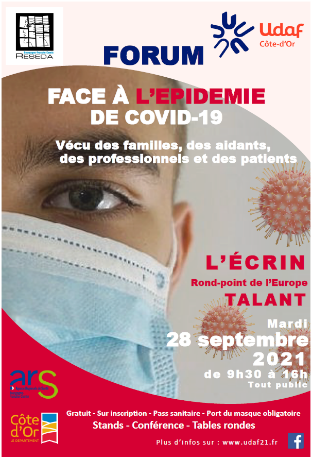 RESEDA
Udaf
Côte-d'Or
FORUM
FACE À L'EPIDEMIE
DE COVID-19
Vécu des familles, des aidants,
des professionnels et des patients
L'ÉCRIN
Rond-point de l'Europe
TALANT
Mardi
28 septembre
2021
de 9h30 à 16h
Tout public
ars
Côte
d'Or
LE DÉPARTEMENT
Gratuit - Sur inscription - Pass sanitaire - Port du masque obligatoire
Stands - Conférence - Tables rondes
Plus d'infos sur : www.udaf21.fr
f